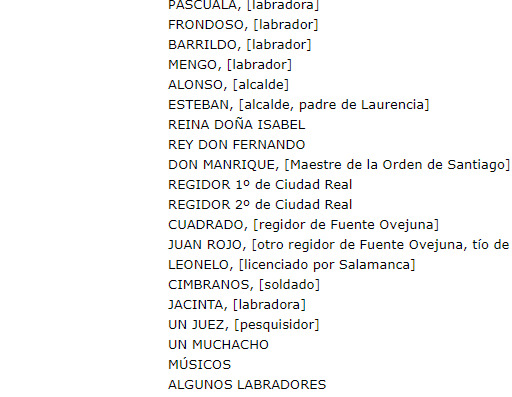 PASCUALA, [labradora]
FRONDOSO, [labrador]
BARRILDO, [labrador]
MENGO, [labrador]
ALONSO, [alcalde]
ESTEBAN, [alcalde, padre de Laurencia]
REINA DOÑA ISABEL
REY DON FERNANDO
DON MANRIQUE, [Maestre de la Orden de Santiago]
REGIDOR 1º de Ciudad Real
REGIDOR 2º de Ciudad Real
CUADRADO, [regidor de Fuente Ovejuna]
JUAN ROJO, [otro regidor de Fuente Ovejuna, tío de
LEONELO, [licenciado por Salamanca]
CIMBRANOS, [soldado]
JACINTA, [labradora]
UN JUEZ, [pesquisidor]
UN MUCHACHO
MÚSICOS
ALGUNOS LABRADORES